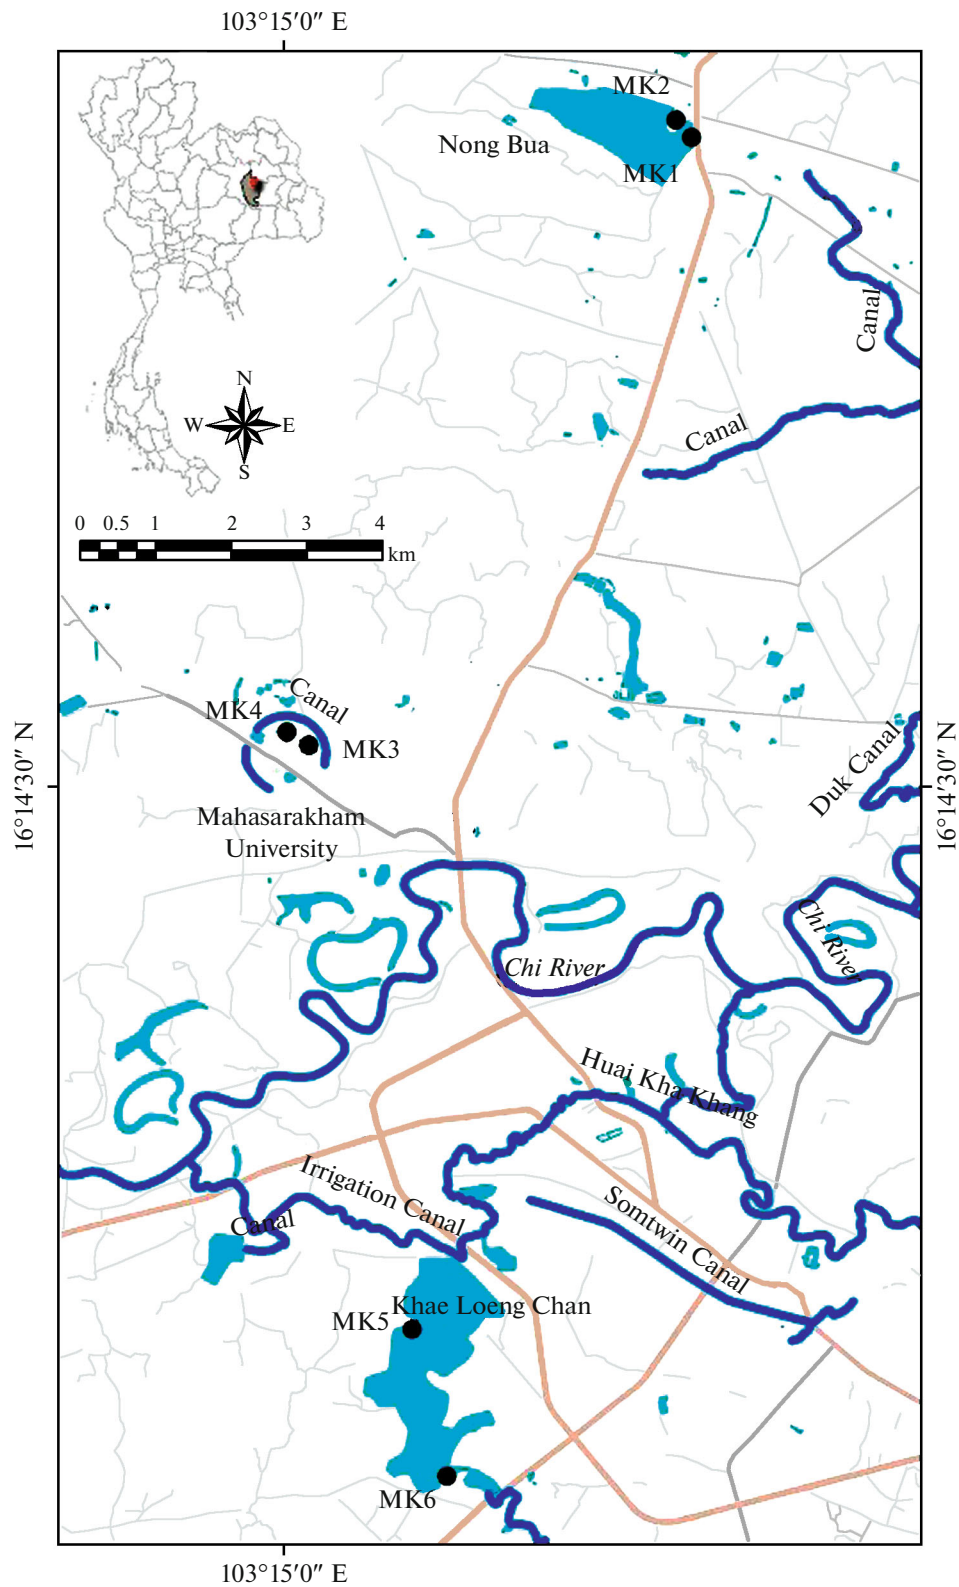 103°15′0″ E
MK2
Nong Bua
MK1
Canal
N
W E
S
Canal
0 0.5 1 2 3 4
km
Canal
MK4
MK3
16°14′30″ N
16°14′30″ N
Duk Canal
Mahasarakham
University
Chi River
Chi River
Huai Kha Khang
Irrigation Canal
Somtwin Canal
Canal
Khae Loeng Chan
MK5
MK6
103°15′0″ E